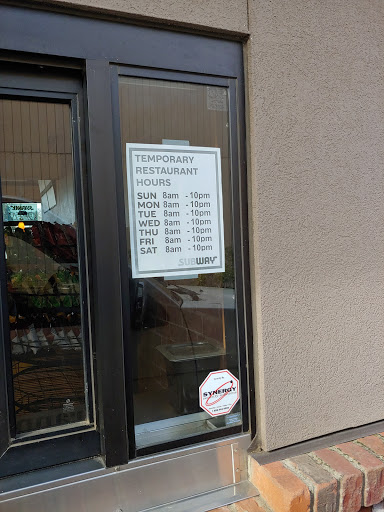 TEMPORARY
RESTAURANT
HOURS
SUN 8am - 10pm
MON 8am - 10pm
TUE 8am - 10pm
WED 8am - 10pm
THU 8am - 10pm
FRI 8am - 10pm
SAT 8am - 10pm
SUBWAY
SYNERGY